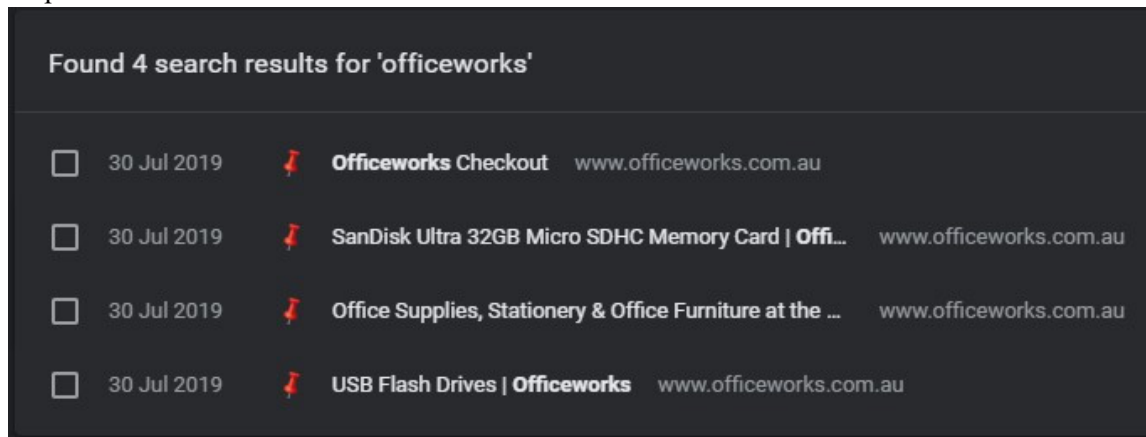 Found 4 search results for 'officeworks'
30 Jul 2019 Officeworks Checkout www.officeworks.com.au
30 Jul 2019 SanDisk Ultra 32GB Micro SDHC Memory Card | Offi... www.officeworks.com.au
30 Jul 2019 Office Supplies, Stationery & Office Furniture at the ... www.officeworks.com.au
30 Jul 2019 USB Flash Drives | Officeworks www.officeworks.com.au